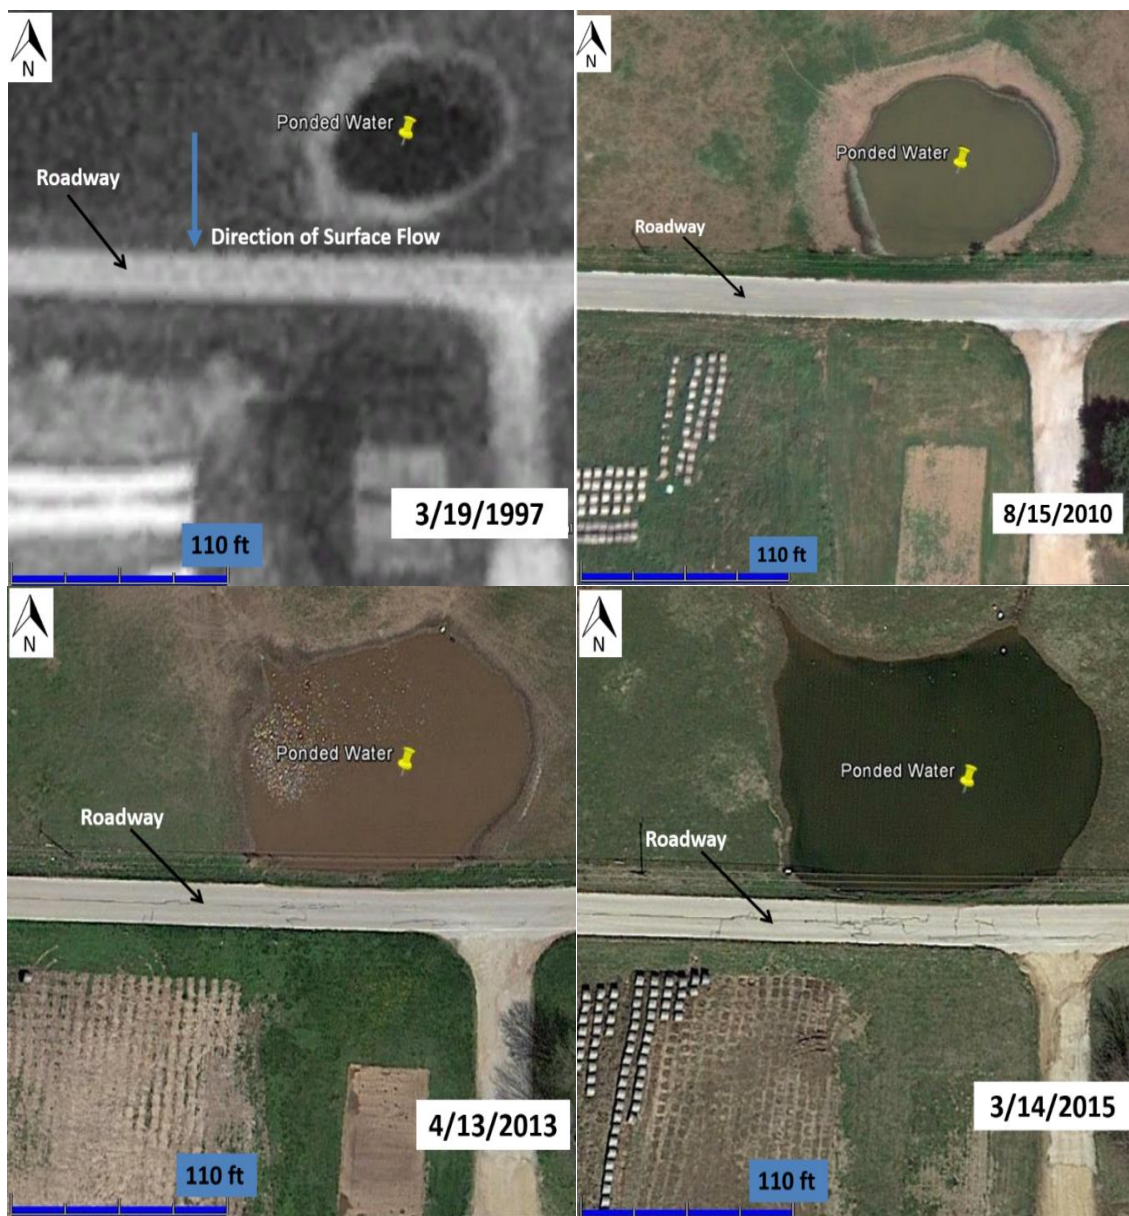 N
Ponded Water
Roadway
Direction of Surface Flow
3/19/1997
110 ft
N
Ponded Water
Roadway
8/15/2010
110 ft
N
Ponded Water
Roadway
4/13/2013
110 ft
N
Ponded Water
Roadway
3/14/2015
110 ft